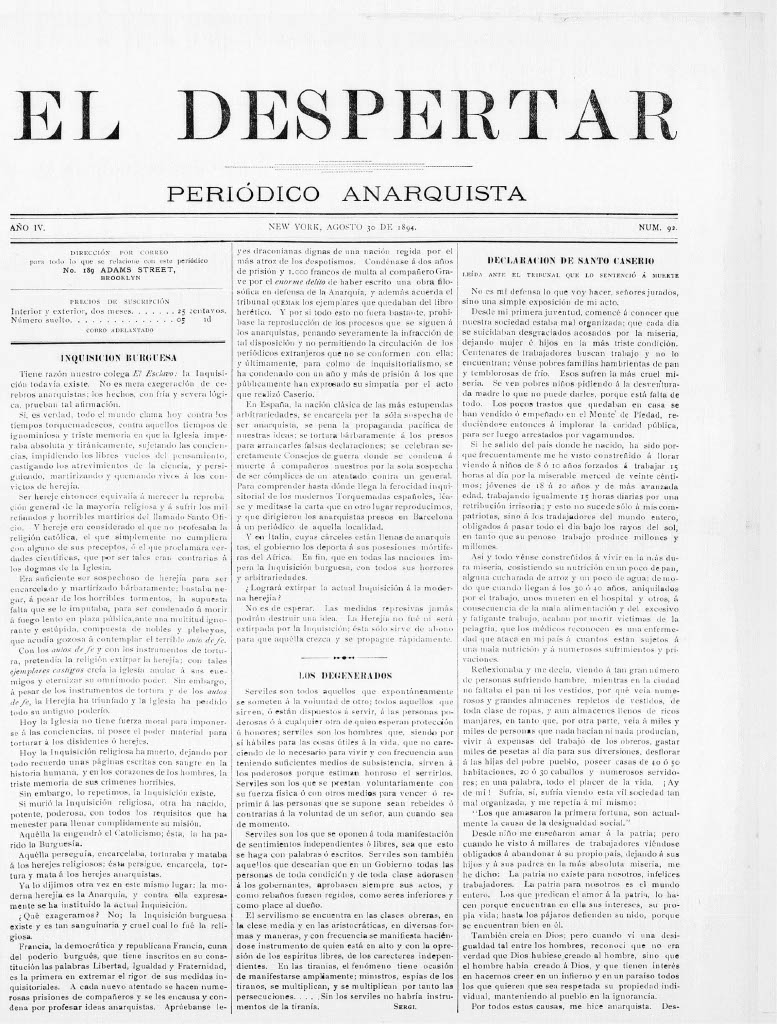 EL DESPERTAR
PERIÓDICO ANARQUISTA
AÑO IV.
NEW YORK, AGOSTO 30 DE 1894.
NUM. 92.
DIRECCIÓN POR CORREO
para todo lo que se relacione con este periódico
No. 189 ADAMS STREET,
BROOKLYN
PRECIOS DE SUSCRIPCIÓN
Interior y exterior, dos meses. . . . . . . 25 centavos.
Número suelto. . . . . . . . . . . . . . . 05 id
COBRO ADELANTADO
INQUISICION BURGUESA
Tiene razón nuestro colega El Esclavo: la Inquisición
todavía existe. No es mera exageración de cerebros
anarquistas; los hechos, con fría y severa lógica,
prueban tal afirmación.
Sí, es verdad, todo el mundo clama hoy contra los
tiempos torquemadescos, contra aquellos tiempos de
ignominiosa y triste memoria en que la Iglesia imperaba
absoluta y tiránicamente, sujetando las conciencias,
impidiendo los libres vuelos del pensamiento,
castigando los atrevimientos de la ciencia, y persiguiendo,
martirizando y quemando vivos á los convictos
de herejía.
Ser hereje entonces equivalía á merecer la reprobación
general de la mayoría religiosa y á sufrir los mil
refinados y horribles martirios del llamado Santo Oficio.
Y hereje era considerado el que no profesaba la
religión católica, el que simplemente no cumpliera
con alguno de sus preceptos, ó el que proclamara verdades
científicas, que por ser tales eran contrarias á
los dogmas de la Iglesia.
Era suficiente ser sospechoso de herejía para ser
encarcelado y martirizado bárbaramente; bastaba negar,
á pesar de los horribles tormentos, la supuesta
falta que se le imputaba, para ser condenado á morir
á fuego lento en plaza pública, ante una multitud ignorante
y estúpida, compuesta de nobles y plebeyos,
que acudía gozosa á contemplar el terrible auto de fe.
Con los autos de fe y con los instrumentos de tortura,
pretendía la religión extirpar la herejía; con tales
ejemplares castigos creía la Iglesia anular á sus enemigos
y eternizar su omnímodo poder. Sin embargo,
á pesar de los instrumentos de tortura y de los autos
de fe, la Herejía ha triunfado y la Iglesia ha perdido
todo su antiguo poderío.
Hoy la Iglesia no tiene fuerza moral para imponerse
á las conciencias, ni posee el poder material para
torturar á los disidentes ó herejes.
Hoy la Inquisición religiosa ha muerto, dejando por
todo recuerdo unas páginas escritas con sangre en la
historia humana, y en los corazones de los hombres, la
triste memoria de sus crímenes horribles.
Sin embargo, lo repetimos, la Inquisición existe.
Si murió la Inquisición religiosa, otra ha nacido,
potente, poderosa, con todos los requisitos que ha
menester para llenar cumplidamente su misión.
Aquélla la engendró el Catolicismo; ésta, la ha parido
la Burguesía.
Aquélla perseguía, encarcelaba, torturaba y mataba
á los herejes religiosos; ésta persigue, encarcela, tortura
y mata á los herejes anarquistas.
Ya lo dijimos otra vez en este mismo lugar: la moderna
herejía es la Anarquía, y contra ella expresamente
se ha instituído la actual Inquisición.
¿Qué exageramos? No; la Inquisición burguesa
existe y es tan sanguinaria y cruel cual lo fué la religiosa.
Francia, la democrática y republicana Francia, cuna
del poderío burgués, que tiene inscritos en su constitución
las palabras Libertad, Igualdad y Fraternidad,
es la primera en extremar el rigor de sus medidas inquisitoriales.
A cada nuevo atentado se hacen numerosas
prisiones de compañeros y se les encausa y condena
por profesar ideas anarquistas. Apruébanse le-
yes draconianas dignas de una nación regida por el
más atroz de los despotismos. Condénase á dos años
de prisión y 1.000 francos de multa al compañero Grave
por el enorme delito de haber escrito una obra filosófica
en defensa de la Anarquía, y además acuerda el
tribunal QUEMAR los ejemplares que quedaban del libro
herético. Y por si todo esto no fuera bastante, prohíbase
la reproducción de los procesos que se siguen á
los anarquistas, penando severamente la infracción de
tal disposición y no permitiendo la circulación de los
periódicos extranjeros que no se conformen con ella;
y últimamente, para colmo de inquisitorialismo, se
ha condenado con un año y más de prisión á los que
públicamente han expresado su simpatía por el acto
que realizó Caserio.
En España, la nación clásica de las más estupendas
arbitrariedades, se encarcela por la sola sospecha de
ser anarquista, se pena la propaganda pacífica de
nuestras ideas; se tortura bárbaramente á los presos
para arrancarles falsas declaraciones; se celebran secretamente
Consejos de guerra donde se condena á
muerte á compañeros nuestros por la sola sospecha
de ser cómplices de un atentado contra un general.
Para comprender hasta dónde llega la ferocidad inquisitorial
de los modernos Torquemadas españoles, léase
y medítase la carta que en otro lugar reproducimos,
y que dirigieron los anarquistas presos en Barcelona
á un periódico de aquella localidad.
Y en Italia, cuyas cárceles están llenas de anarquistas,
el gobierno los deporta á sus posesiones mortíferas
del Africa. En fin, que en todas las naciones impera
la Inquisición burguesa, con todos sus horrores
y arbitrariedades.
¿Logrará extirpar la actual Inquisición á la moderna
herejía?
No es de esperar. Las medidas represivas jamás
podrán destruir una idea. La Herejía no fué ni será
extirpada por la Inquisición; ésta sólo sirve de abono
para que aquélla crezca y se propague rápidamente.
LOS DEGENERADOS
Serviles son todos aquellos que expontáneamente
se someten á la voluntad de otro; todos aquellos que
sirven, ó están dispuestos á servir, á las personas poderosas
ó á cualquier otra de quien esperan protección
á honores; serviles son los hombres que, siendo por
sí hábiles para las cosas útiles á la vida, que no careciendo
de lo necesario para vivir y con frecuencia aun
teniendo suficientes medios de subsistencia, sirven á
los poderosos porque estiman honroso el servirlos.
Serviles son los que se prestan voluntariamente con
su fuerza física ó con otros medios para vencer ó reprimir
á las personas que se supone sean rebeldes ó
contrarias á la voluntad de un señor, aun cuando sea
de momento.
Serviles son los que se oponen á toda manifestación
de sentimientos independientes ó libres, sea que esto
se haga con palabras ó escritos. Serviles son también
aquellos que desearían que en un Gobierno todas las
personas de toda condición y de toda clase adorasen
á los gobernantes, aprobasen siempre sus actos, y
como rebaños fuesen regidos, como seres inferiores y
como place al dueño.
El servilismo se encuentra en las clases obreras, en
la clase media y en las aristocráticas, en diversas formas
y maneras, y con frecuencia se manifiesta haciéndose
instrumento de quien está en alto y con la opresión
de los espíritus libres, de los carecteres independientes.
En las tiranías, el fenómeno tiene ocasión
de manifestarse ampliamente; ministros, espías de los
tiranos, se multiplican, y se multiplican por tanto las
persecuciones. . . . . Sin los serviles no habría instrumentos
de la tiranía. SERGI.
DECLARACION DE SANTO CASERIO
LEÍDA ANTE EL TRIBUNAL QUE LO SENTENCIÓ Á MUERTE
No es mi defensa lo que voy hacer, señores jurados,
sino una simple exposición de mi acto.
Desde mi primera juventud, comencé á conocer que
nuestra sociedad estaba mal organizada; que cada día
se suicidaban desgraciados acosados por la miseria,
dejando mujer é hijos en la más triste condición.
Centenares de trabajadores buscan trabajo y no lo
encuentran; vénse pobres familias hambrientas de pan
y temblorosas de frío. Esos sufren la más cruel miseria.
Se ven pobres niños pidiendo á la desventurada
madre lo que no puede darles, porque está falta de
todo. Los pocos trastos que quedaban en casa se
han vendido ó empeñado en el Monte de Piedad, reduciéndose
entonces á implorar la caridad pública,
para ser luego arrestados por vagamundos.
Si he salido del país donde he nacido, ha sido porque
frecuentamente me he visto constreñido á llorar
viendo á niños de 8 ó 10 años forzados á trabajar 15
horas al día por la miserable merced de veinte céntimos;
jóvenes de 18 á 20 años y de más avanzada
edad, trabajando igualmente 15 horas diarias por una
retribución irrisoria; y esto no sucede sólo á mis compatriotas,
sino á los trabajadores del mundo entero,
obligados á pasar todo el día bajo los rayos del sol,
en tanto que su penoso trabajo produce millones y
millones.
Así y todo vénse constreñidos á vivir en la más dura
miseria, cosistiendo su nutrición en un poco de pan,
alguna cucharada de arroz y un poco de agua; de modo
que cuando llegan á los 30 ó 40 años, aniquilados
por el trabajo, unos mueren en el hospital y otros, á
consecuencia de la mala alimentación y del excesivo
y fatigante trabajo, acaban por morir víctimas de la
pelagria, que los médicos reconocen es una enfermedad
que ataca en mi país á cuantos están sujetos á
una mala nutrición y á numerosos sufrimientos y privaciones.
Reflexionaba y me decía, viendo á tan gran número
de personas sufriendo hambre, mientras en la ciudad
no faltaba el pan ni los vestidos, por qué veía numerosos
y grandes almacenes repletos de vestidos, de
toda clase de ropas, y aun almacenes llenos de ricos
manjares, en tanto que, por otra parte, veía á miles y
miles de personas que nada hacían ni nada producían,
vivir á expensas del trabajo de los obreros, gastar
miles de pesetas al día para sus diversiones, desflorar
á las hijas del pobre pueblo, poseer casas de 40 ó 50
habitaciones, 20 ó 30 caballos y numerosos servidores;
en una palabra, todo el placer de la vida. ¡Ay
de mí! Sufría, sí, sufría viendo esta vil sociedad tan
mal organizada, y me repetía á mí mismo:
"Los que amasaron la primera fortuna, son actualmente
la causa de la desigualdad social."
Desde niño me enseñaron amar á la patria; pero
cuando he visto á millares de trabajadores viéndose
obligados á abandonar á su propio país, dejando á sus
hijos y á sus padres en la más absoluta miseria, me
he dicho: La patria no existe para nosotros, infelices
trabajadores. La patria para nosotros es el mundo
entero. Los que predican el amor á la patria, lo hacen
porque encuentran en ella sus intereses, su propia
vida; hasta los pájaros defienden su nido, porque
se encuentran bien en él.
También creía en Dios; pero cuando ví una desigualdad
tal entre los hombres, reconocí que no era
verdad que Dios hubiese creado al hombre, sino que
el hombre había creado á Dios, y que tienen interés
en hacernos creer en un infierno y en un paraíso todos
los que quieren que sea respetada su propiedad individual,
manteniendo al pueblo en la ignorancia.
Por todos estas causas, me hice anarquista. Des-